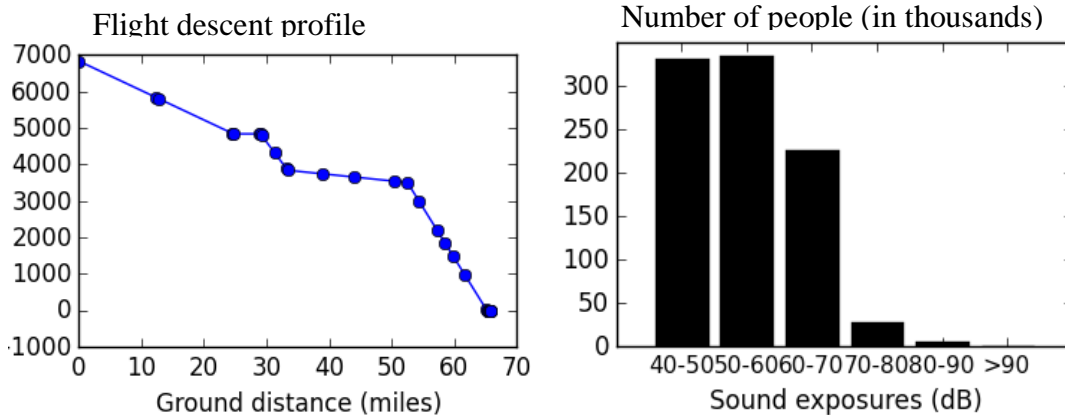 Flight descent profile
7000
6000
5000
4000
3000
2000
1000
0
-1000
0 10 20 30 40 50 60 70
Ground distance (miles)
Number of people (in thousands)
300
250
200
150
100
50
0
40-50 50-60 60-70 70-80 80-90 >90
Sound exposures (dB)